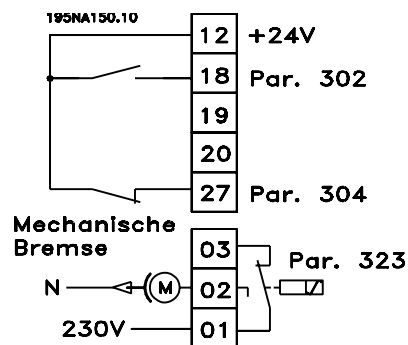 195NA150.10
12 +24V
18 Par. 302
19
20
27 Par. 304
Mechanische
Bremse
03
Par. 323
N M 02
230V 01